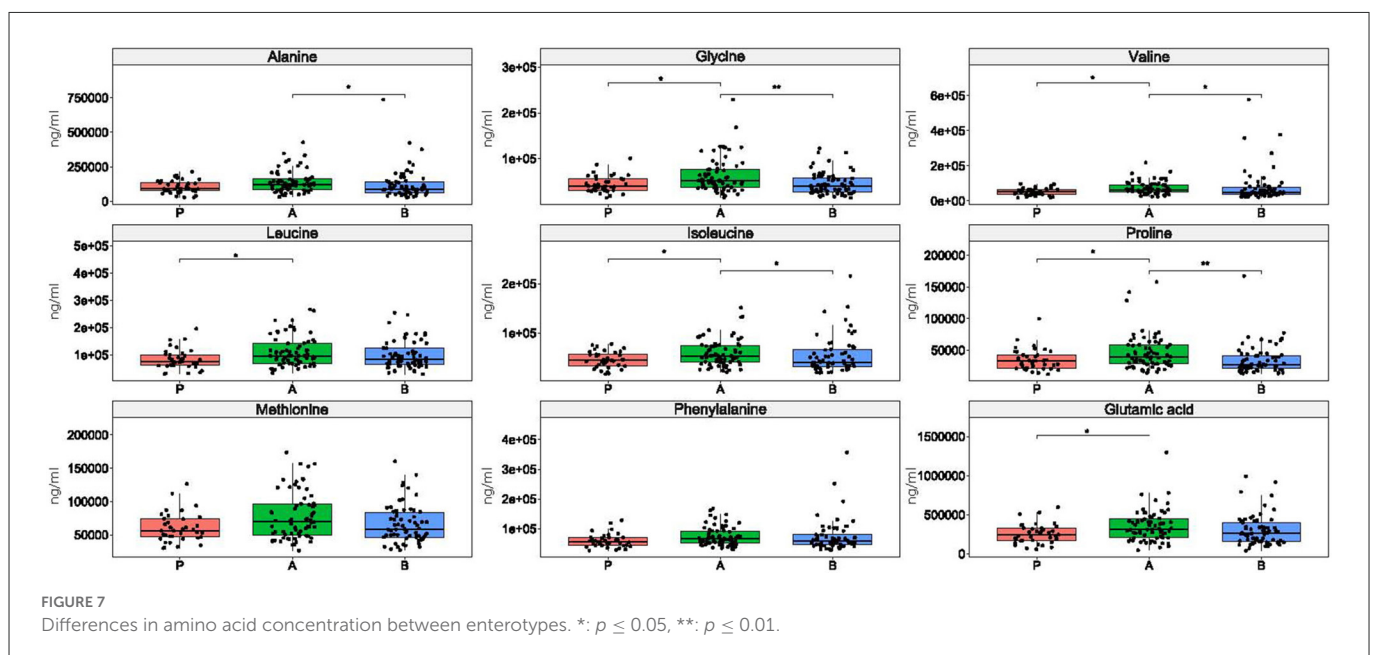 Alanine
ng/ml
750000
500000
250000
0
*
P A B
Glycine
ng/ml
3e+05
2e+05
1e+05
* **
P A B
Valine
ng/ml
6e+05
4e+05
2e+05
0e+00
* *
P A B
Leucine
ng/ml
5e+05
4e+05
3e+05
2e+05
1e+05
*
P A B
Isoleucine
ng/ml
2e+05
1e+05
* *
P A B
Proline
ng/ml
200000
150000
100000
50000
* **
P A B
Methionine
ng/ml
200000
150000
100000
50000
P A B
Phenylalanine
ng/ml
4e+05
3e+05
2e+05
1e+05
P A B
Glutamic acid
ng/ml
1500000
1000000
500000
0
*
P A B
FIGURE 7
Differences in amino acid concentration between enterotypes. *: p ≤ 0.05, **: p ≤ 0.01.